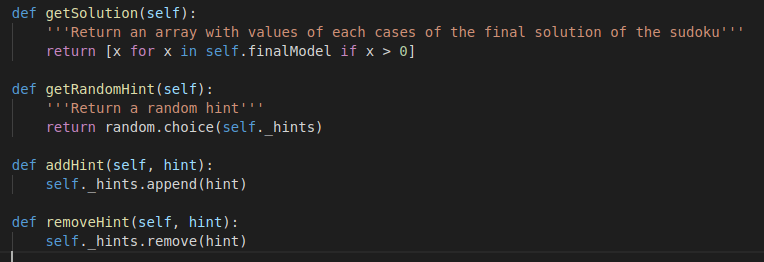 def getSolution(self):
    '''Return an array with values of each cases of the final solution of the sudoku'''
    return [x for x in self.finalModel if x > 0]
def getRandomHint(self):
    '''Return a random hint'''
    return random.choice(self._hints)
def addHint(self, hint):
    self._hints.append(hint)
def removeHint(self, hint):
    self._hints.remove(hint)